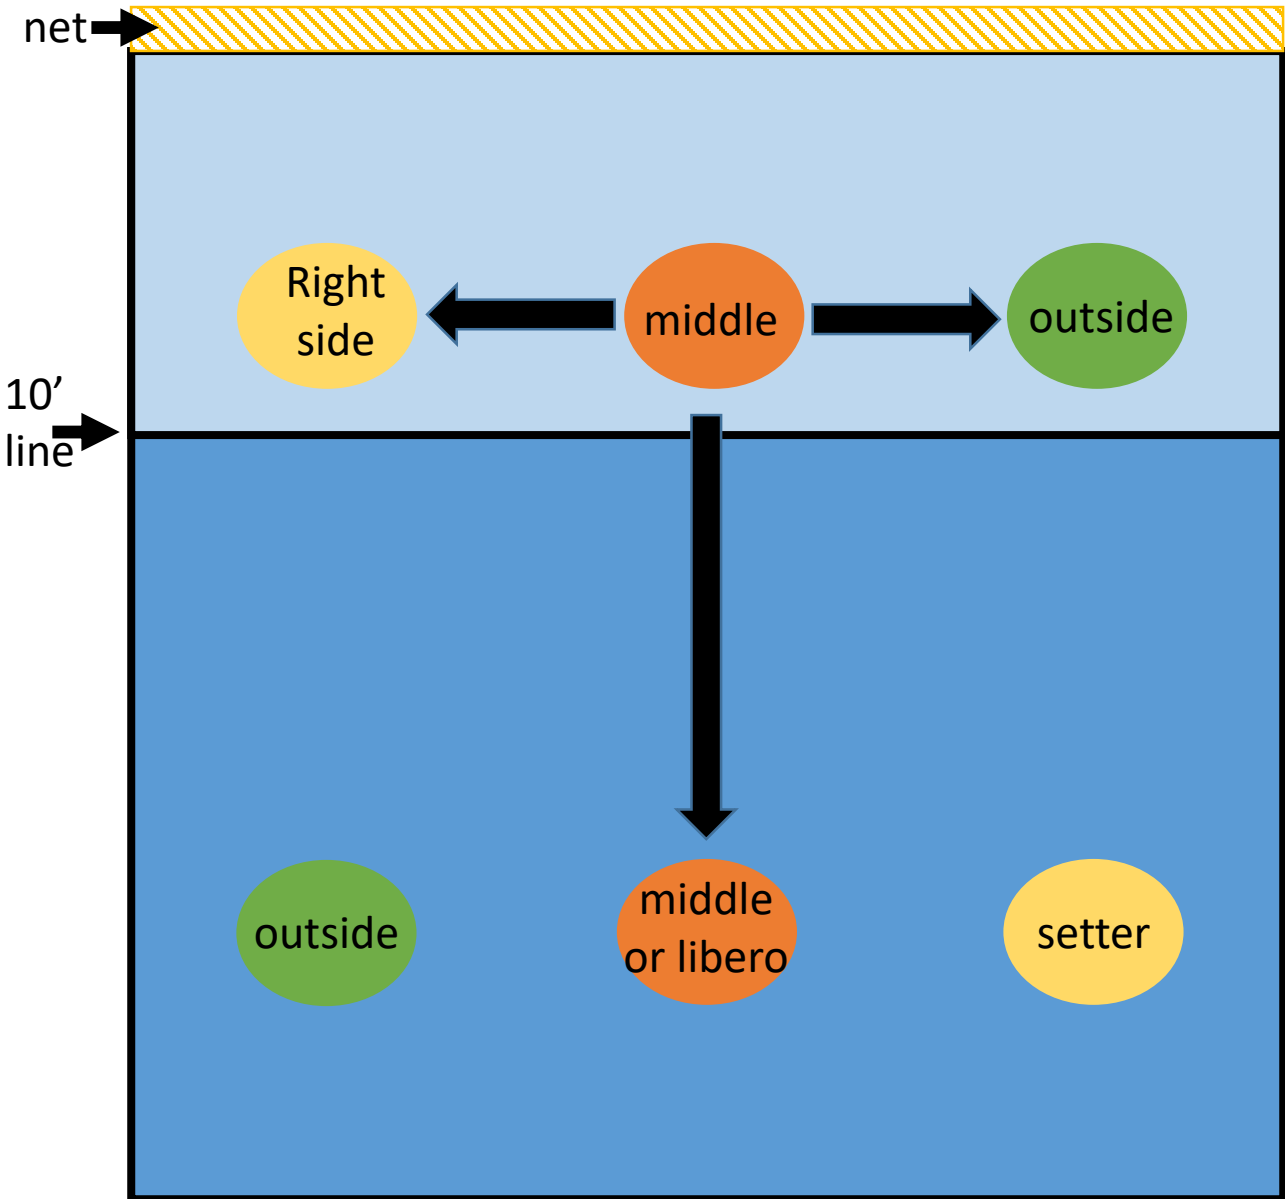 net
Right
side
middle
outside
10’
line
outside
middle
or libero
setter